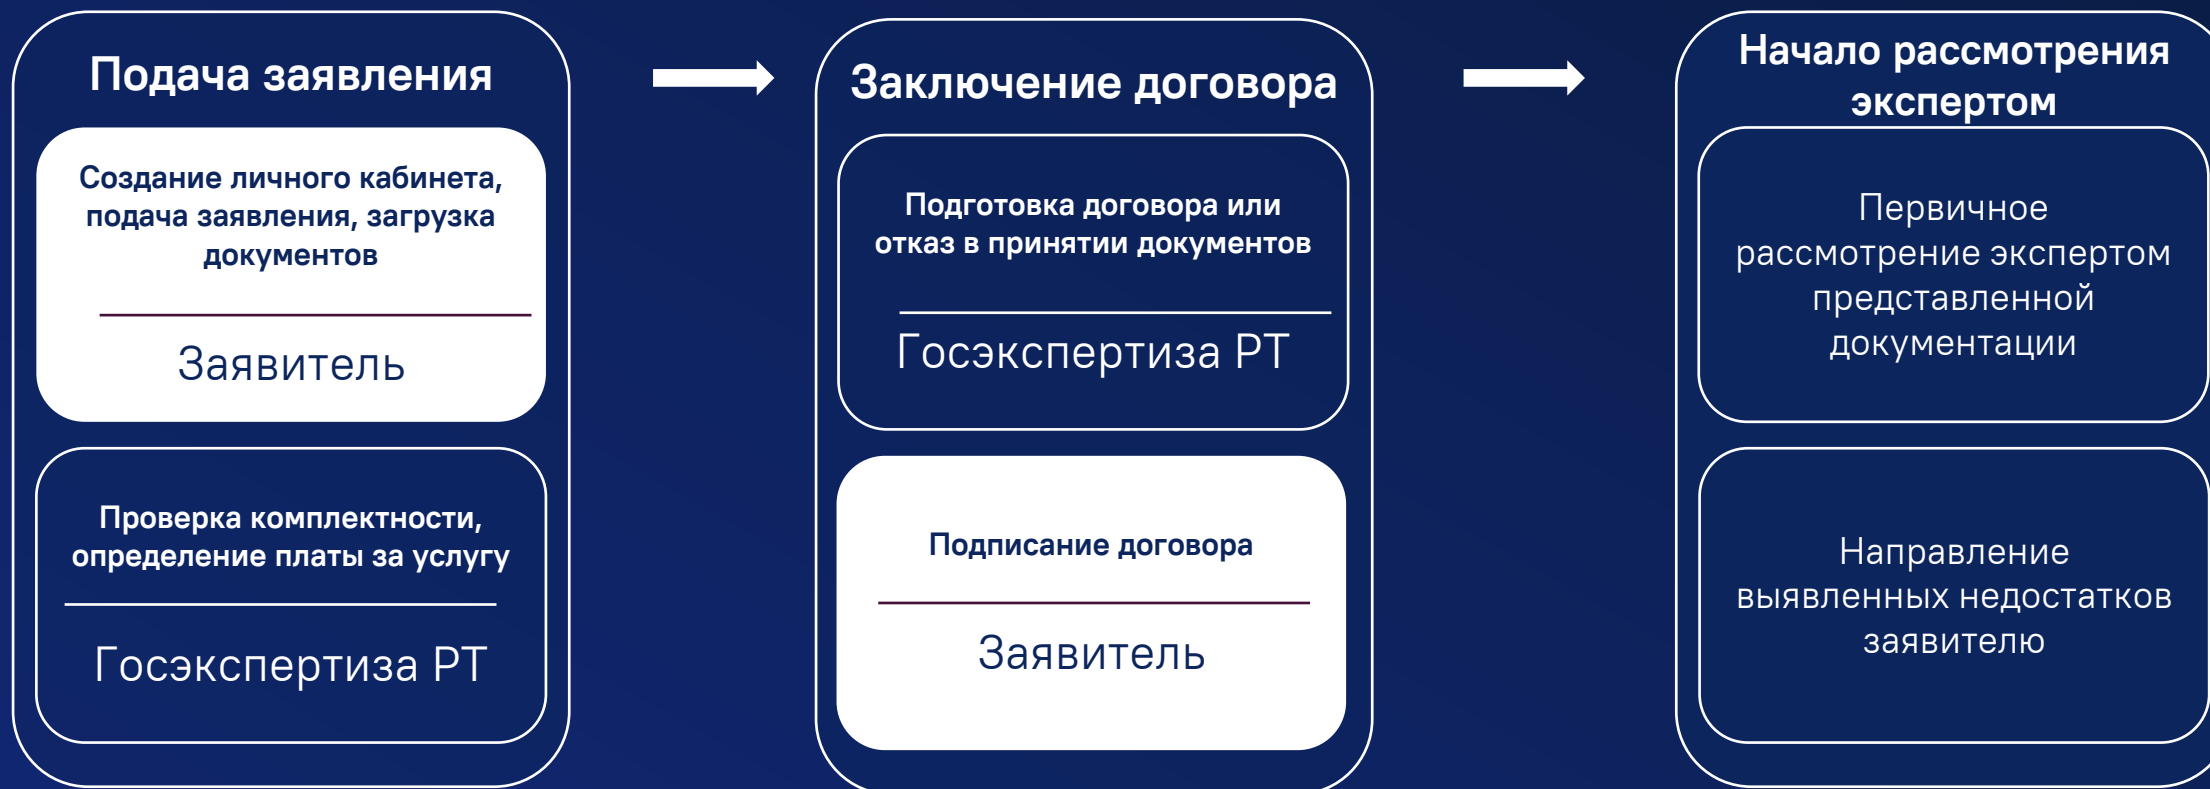 Подача заявления
Создание личного кабинета,
подача заявления, загрузка
документов
Заявитель
Проверка комплектности,
определение платы за услугу
Госэкспертиза РТ
Заключение договора
Подготовка договора или
отказ в принятии документов
Госэкспертиза РТ
Подписание договора
Заявитель
Начало рассмотрения
экспертом
Первичное
рассмотрение экспертом
представленной
документации
Направление
выявленных недостатков
заявителю